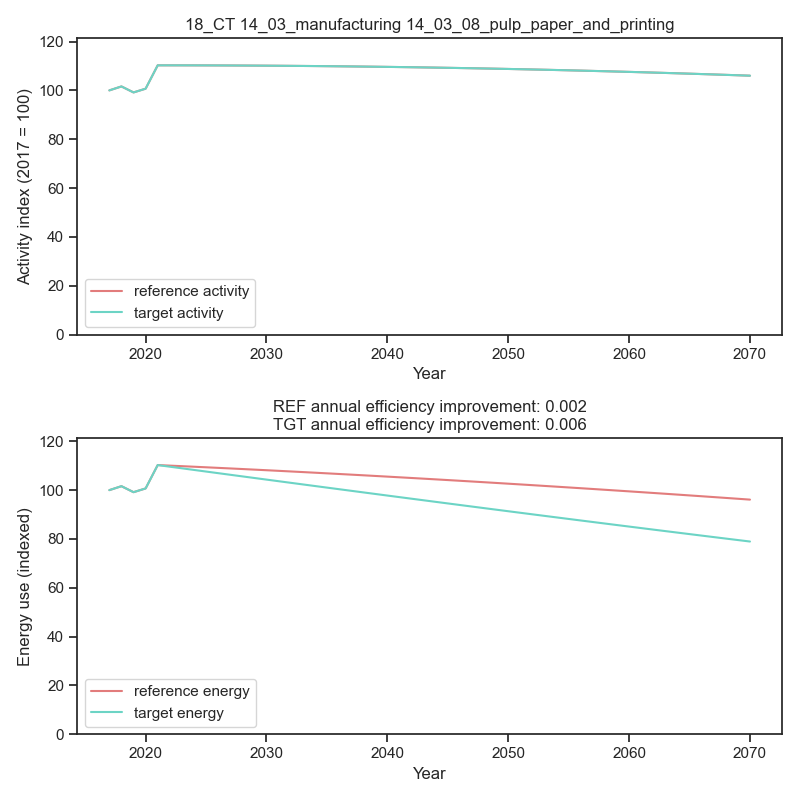 18_CT 14_03_manufacturing 14_03_08_pulp_paper_and_printing
120
100
80
60
40
20
0
Activity index (2017 = 100)
reference activity
target activity
2020 2030 2040 2050 2060 2070
Year
REF annual efficiency improvement: 0.002
TGT annual efficiency improvement: 0.006
120
100
80
60
40
20
0
Energy use (indexed)
reference energy
target energy
2020 2030 2040 2050 2060 2070
Year